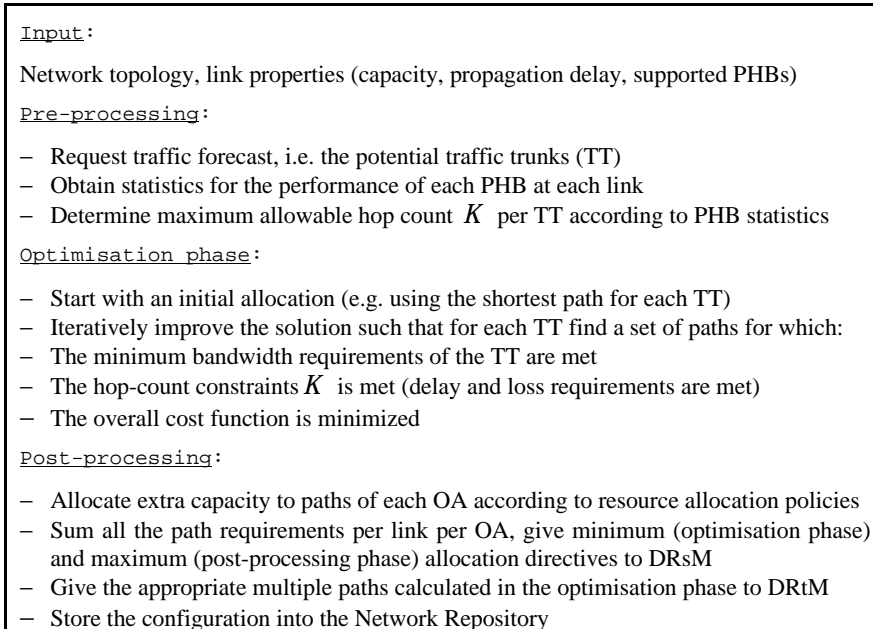 Input:
Network topology, link properties (capacity, propagation delay, supported PHBs)
Pre-processing:
− Request traffic forecast, i.e. the potential traffic trunks (TT)
− Obtain statistics for the performance of each PHB at each link
− Determine maximum allowable hop count K per TT according to PHB statistics
Optimisation phase:
− Start with an initial allocation (e.g. using the shortest path for each TT)
− Iteratively improve the solution such that for each TT find a set of paths for which:
− The minimum bandwidth requirements of the TT are met
− The hop-count constraints K is met (delay and loss requirements are met)
− The overall cost function is minimized
Post-processing:
− Allocate extra capacity to paths of each OA according to resource allocation policies
− Sum all the path requirements per link per OA, give minimum (optimisation phase)
and maximum (post-processing phase) allocation directives to DRsM
− Give the appropriate multiple paths calculated in the optimisation phase to DRtM
− Store the configuration into the Network Repository